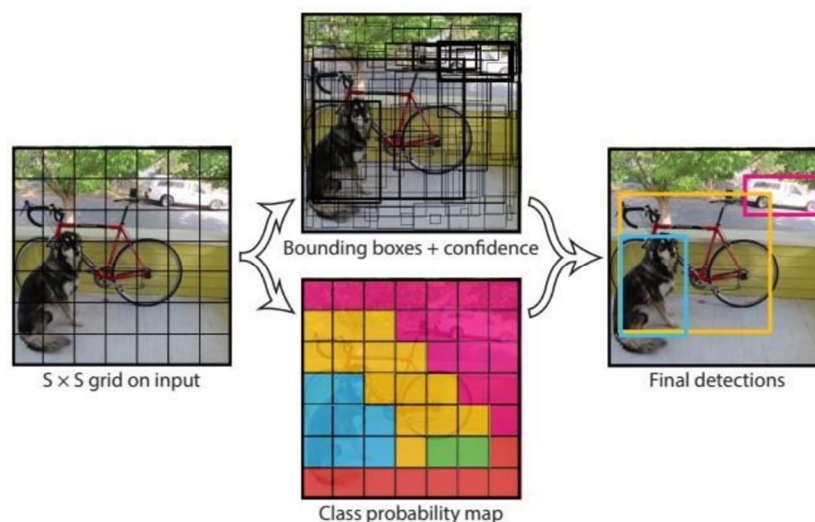 S × S grid on input
Bounding boxes + confidence
Class probability map
Final detections